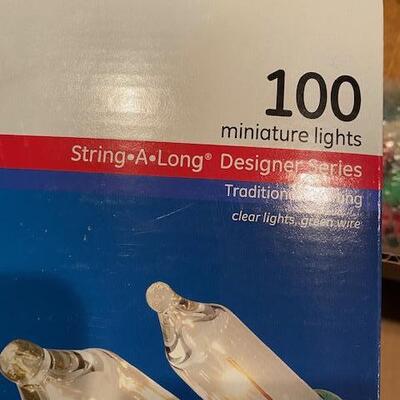 100
miniature lights
String•A•Long® Designer Series
Traditional
clear lights, green wire